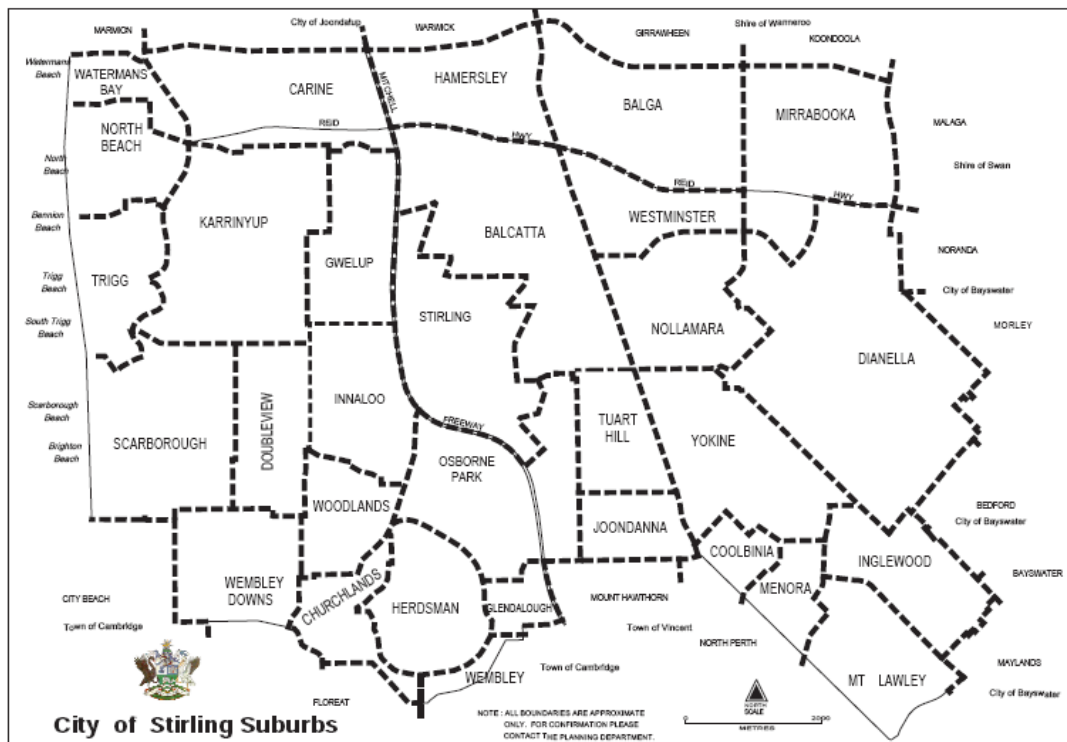 MARMION
City of Joondalup
WARWICK
GIRRAWHEEN
Shire of Wanneroo
KOONDOOLA
Watermans
Beach
WATERMANS
BAY
CARINE
MITCHELL
HAMERSLEY
BALGA
MIRRABOOKA
NORTH
BEACH
REID
HWY
MALAGA
North
Beach
Shire of Swan
REID
HWY
Bennion
Beach
KARRINYUP
BALCATTA
WESTMINSTER
NORANDA
GWELUP
Trigg
Beach
TRIGG
City of Bayswater
South Trigg
Beach
STIRLING
NOLLAMARA
MORLEY
DIANELLA
Scarborough
Beach
INNALOO
FREEWAY
TUART
HILL
YOKINE
Brighton
Beach
SCARBOROUGH
DOUBLEVIEW
OSBORNE
PARK
WOODLANDS
BEDFORD
City of Bayswater
JOONDANNA
COOLBINIA
INGLEWOOD
BAYSWATER
CITY BEACH
WEMBLEY
DOWNS
CHURCHLANDS
HERDSMAN
GLENDALOUGH
MOUNT HAWTHORN
MENORA
Town of Cambridge
Town of Vincent
NORTH PERTH
WEMBLEY
Town of Cambridge
MT LAWLEY
MAYLANDS
City of Bayswater
FLOREAT
City of Stirling Suburbs
NOTE : ALL BOUNDARIES ARE APPROXIMATE
ONLY. FOR CONFIRMATION PLEASE
CONTACT THE PLANNING DEPARTMENT.
NORTH
SCALE
0
2000
METRES